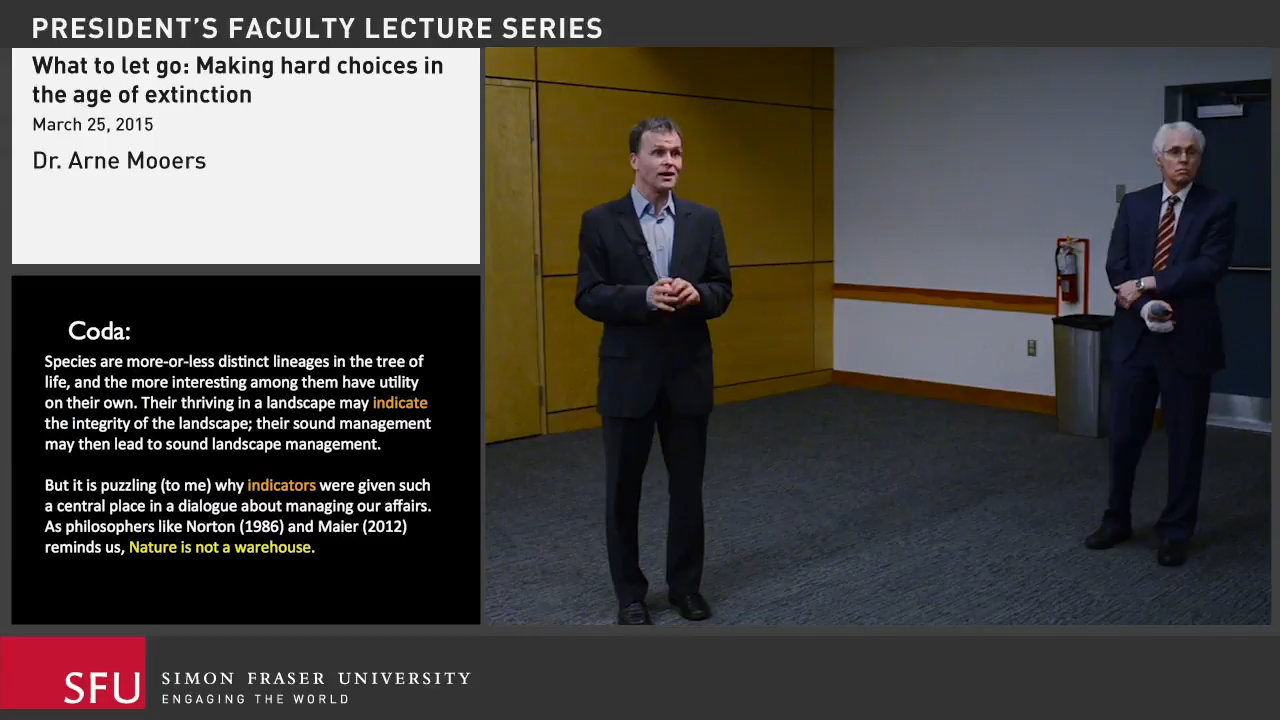 PRESIDENT'S FACULTY LECTURE SERIES
What to let go: Making hard choices in
the age of extinction
March 25, 2015
Dr. Arne Mooers
Coda:
Species are more-or-less distinct lineages in the tree of
life, and the more interesting among them have utility
on their own. Their thriving in a landscape may indicate
the integrity of the landscape; their sound management
may then lead to sound landscape management.
But it is puzzling (to me) why indicators were given such
a central place in a dialogue about managing our affairs.
As philosophers like Norton (1986) and Maier (2012)
reminds us, Nature is not a warehouse.
SFU
SIMON FRASER UNIVERSITY
ENGAGING THE WORLD